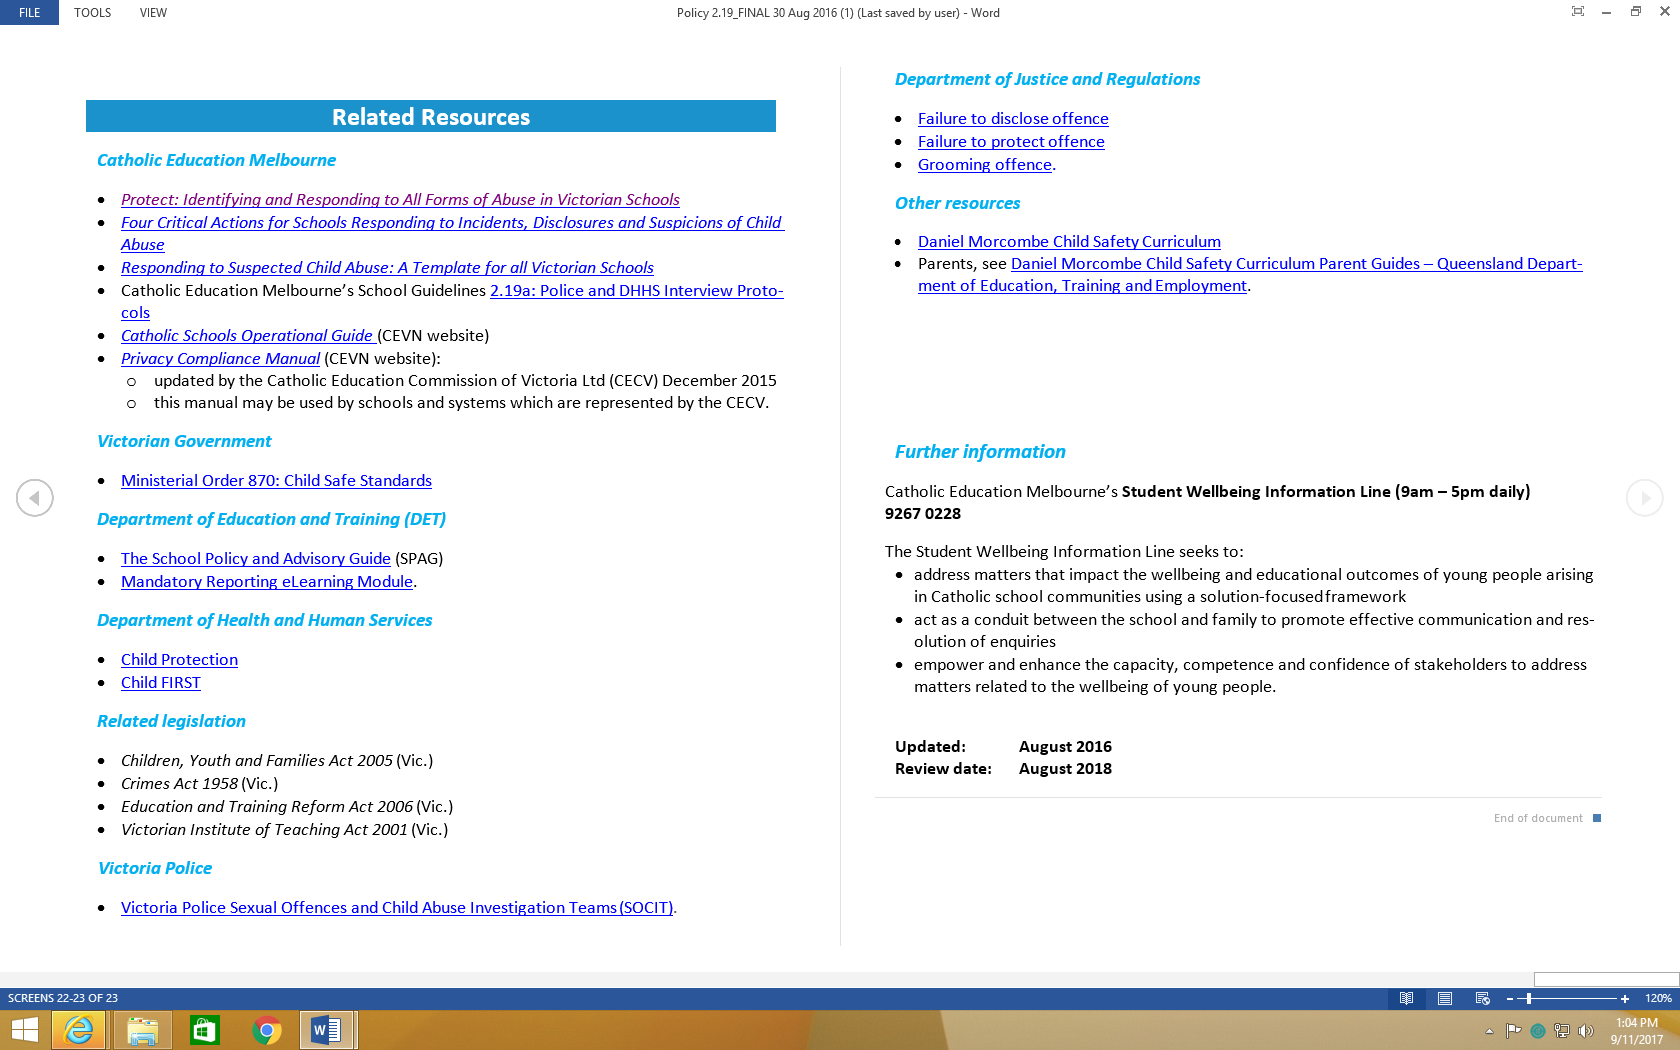 FILE TOOLS VIEW
Policy 2.19_FINAL 30 Aug 2016 (1) (Last saved by user) - Word
Related Resources
Catholic Education Melbourne
• Protect: Identifying and Responding to All Forms of Abuse in Victorian Schools
• Four Critical Actions for Schools Responding to Incidents, Disclosures and Suspicions of Child
Abuse
• Responding to Suspected Child Abuse: A Template for all Victorian Schools
• Catholic Education Melbourne’s School Guidelines 2.19a: Police and DHHS Interview Proto-
cols
• Catholic Schools Operational Guide (CEVN website)
• Privacy Compliance Manual (CEVN website):
o updated by the Catholic Education Commission of Victoria Ltd (CECV) December 2015
o this manual may be used by schools and systems which are represented by the CECV.
Victorian Government
• Ministerial Order 870: Child Safe Standards
Department of Education and Training (DET)
• The School Policy and Advisory Guide (SPAG)
• Mandatory Reporting eLearning Module.
Department of Health and Human Services
• Child Protection
• Child FIRST
Related legislation
• Children, Youth and Families Act 2005 (Vic.)
• Crimes Act 1958 (Vic.)
• Education and Training Reform Act 2006 (Vic.)
• Victorian Institute of Teaching Act 2001 (Vic.)
Victoria Police
• Victoria Police Sexual Offences and Child Abuse Investigation Teams (SOCIT).
Department of Justice and Regulations
• Failure to disclose offence
• Failure to protect offence
• Grooming offence.
Other resources
• Daniel Morcombe Child Safety Curriculum
• Parents, see Daniel Morcombe Child Safety Curriculum Parent Guides – Queensland Depart-
ment of Education, Training and Employment.
Further information
Catholic Education Melbourne’s Student Wellbeing Information Line (9am – 5pm daily)
9267 0228
The Student Wellbeing Information Line seeks to:
• address matters that impact the wellbeing and educational outcomes of young people arising
in Catholic school communities using a solution-focused framework
• act as a conduit between the school and family to promote effective communication and res-
olution of enquiries
• empower and enhance the capacity, competence and confidence of stakeholders to address
matters related to the wellbeing of young people.
Updated: August 2016
Review date: August 2018
End of document
SCREENS 22-23 OF 23
120%
1:04 PM
9/11/2017